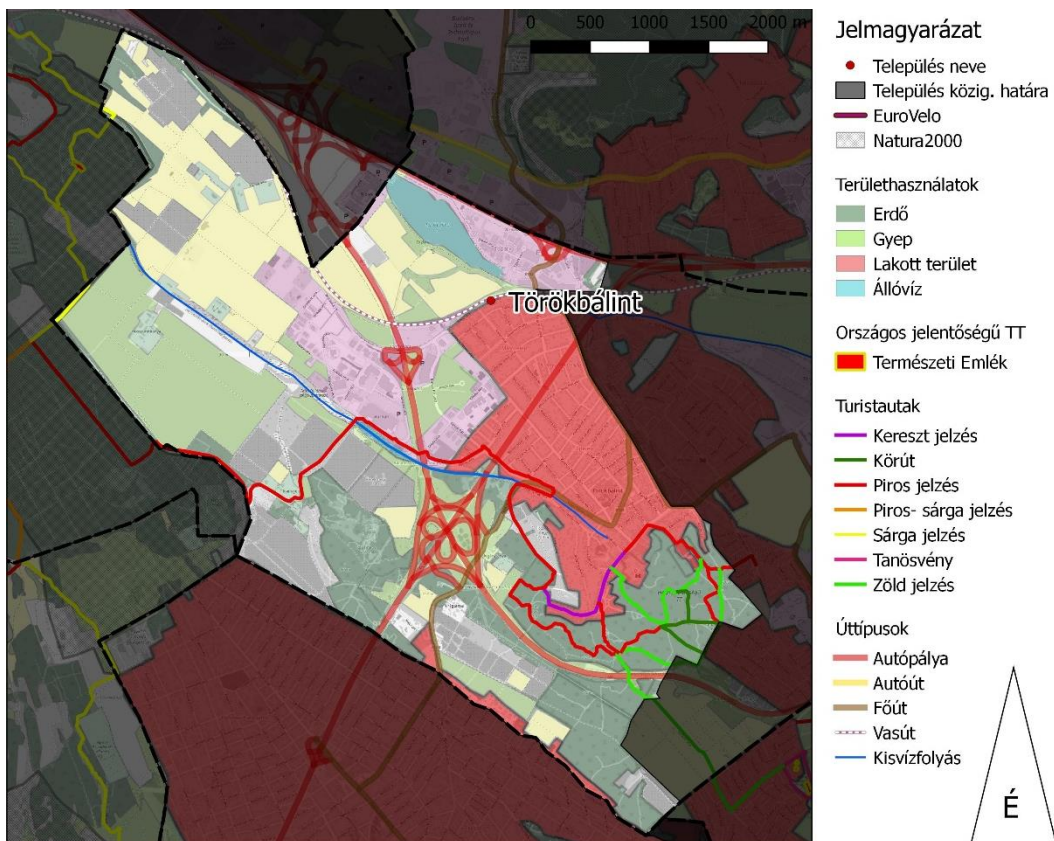 0 500 1000 1500 2000 m
Törökbálint
Jelmagyarázat
Település neve
Település közig. határa
EuroVelo
Natura2000
Területhasználatok
Erdő
Gyep
Lakott terület
Állóvíz
Országos jelentőségű TT
Természeti Emlék
Turistautak
Kereszt jelzés
Körút
Piros jelzés
Piros- sárga jelzés
Sárga jelzés
Tanösvény
Zöld jelzés
Úttípusok
Autópálya
Autóút
Főút
Vasút
Kisvízfolyás
É